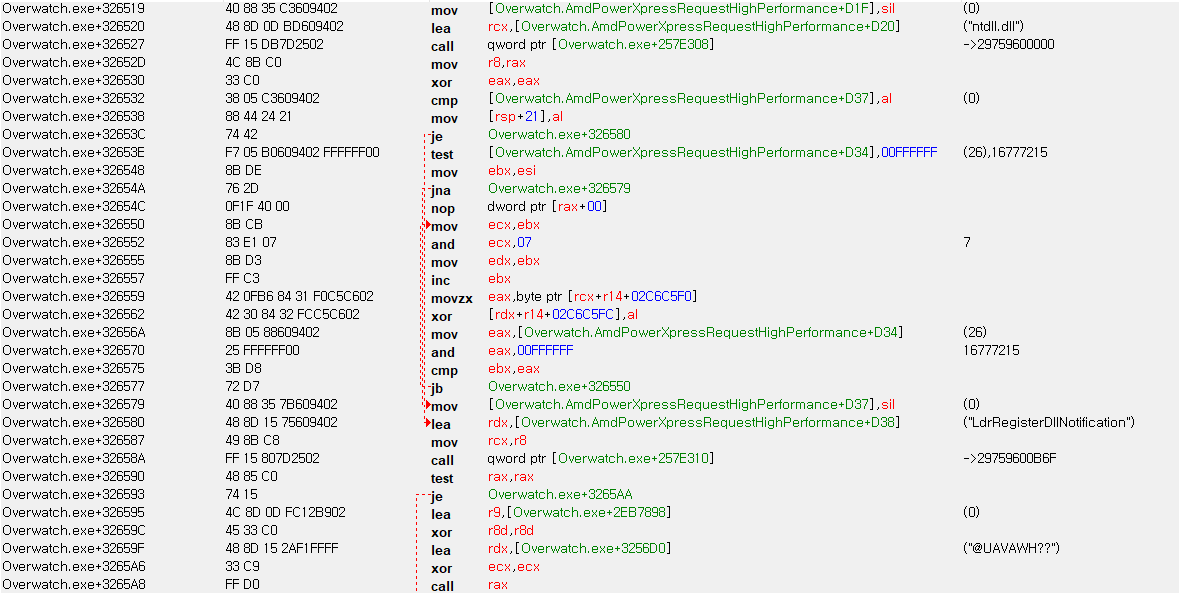 Overwatch.exe+326519 40 88 35 C3609402 mov [Overwatch.AmdPowerXpressRequestHighPerformance+D1F],sil (0)
Overwatch.exe+326520 48 8D 0D BD609402 lea rcx,[Overwatch.AmdPowerXpressRequestHighPerformance+D20] ("ntdll.dll")
Overwatch.exe+326527 FF 15 DB7D2502 call qword ptr [Overwatch.exe+257E308] ->29759600000
Overwatch.exe+32652D 4C 8B C0 mov r8,rax
Overwatch.exe+326530 33 C0 xor eax,eax
Overwatch.exe+326532 38 05 C3609402 cmp [Overwatch.AmdPowerXpressRequestHighPerformance+D37],al (0)
Overwatch.exe+326538 88 44 24 21 mov [rsp+21],al
Overwatch.exe+32653C 74 42 je Overwatch.exe+326580
Overwatch.exe+32653E F7 05 B0609402 FFFFFF00 test [Overwatch.AmdPowerXpressRequestHighPerformance+D34],00FFFFFF (26),16777215
Overwatch.exe+326548 8B DE mov ebx,esi
Overwatch.exe+32654A 76 2D jna Overwatch.exe+326579
Overwatch.exe+32654C 0F1F 40 00 nop dword ptr [rax+00]
Overwatch.exe+326550 8B CB mov ecx,ebx
Overwatch.exe+326552 83 E1 07 and ecx,07 7
Overwatch.exe+326555 8B D3 mov edx,ebx
Overwatch.exe+326557 FF C3 inc ebx
Overwatch.exe+326559 42 0FB6 84 31 F0C5C602 movzx eax,byte ptr [rcx+r14+02C6C5F0]
Overwatch.exe+326562 42 30 84 32 FCC5C602 xor [rdx+r14+02C6C5FC],al
Overwatch.exe+32656A 8B 05 88609402 mov eax,[Overwatch.AmdPowerXpressRequestHighPerformance+D34] (26)
Overwatch.exe+326570 25 FFFFFF00 and eax,00FFFFFF 16777215
Overwatch.exe+326575 3B D8 cmp ebx,eax
Overwatch.exe+326577 72 D7 jb Overwatch.exe+326550
Overwatch.exe+326579 40 88 35 7B609402 mov [Overwatch.AmdPowerXpressRequestHighPerformance+D37],sil (0)
Overwatch.exe+326580 48 8D 15 75609402 lea rdx,[Overwatch.AmdPowerXpressRequestHighPerformance+D38] ("LdrRegisterDllNotification")
Overwatch.exe+326587 49 8B C8 mov rcx,r8
Overwatch.exe+32658A FF 15 807D2502 call qword ptr [Overwatch.exe+257E310] ->29759600B6F
Overwatch.exe+326590 48 85 C0 test rax,rax
Overwatch.exe+326593 74 15 je Overwatch.exe+3265AA
Overwatch.exe+326595 4C 8D 0D FC12B902 lea r9,[Overwatch.exe+2EB7898] (0)
Overwatch.exe+32659C 45 33 C0 xor r8d,r8d
Overwatch.exe+32659F 48 8D 15 2AF1FFFF lea rdx,[Overwatch.exe+3256D0] ("@UAVAWH??")
Overwatch.exe+3265A6 33 C9 xor ecx,ecx
Overwatch.exe+3265A8 FF D0 call rax